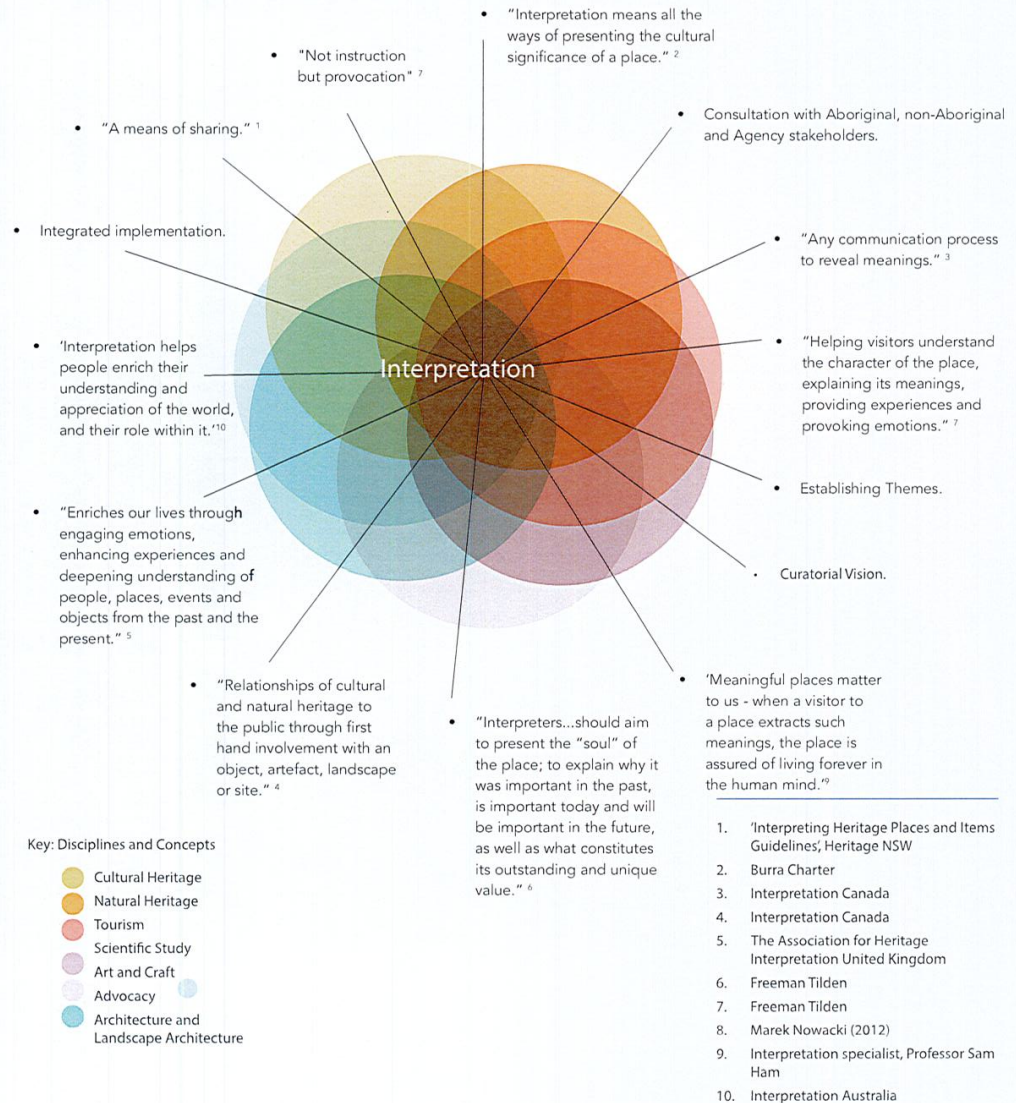 • "Interpretation means all the
ways of presenting the cultural
significance of a place." 2
• "Not instruction
but provocation" 7
• "A means of sharing." 1
• Consultation with Aboriginal, non-Aboriginal
and Agency stakeholders.
• Integrated implementation.
• "Any communication process
to reveal meanings." 3
• 'Interpretation helps
people enrich their
understanding and
appreciation of the world,
and their role within it.'10
Interpretation
• "Helping visitors understand
the character of the place,
explaining its meanings,
providing experiences and
provoking emotions." 7
• Establishing Themes.
• "Enriches our lives through
engaging emotions,
enhancing experiences and
deepening understanding of
people, places, events and
objects from the past and the
present." 5
• Curatorial Vision.
• "Relationships of cultural
and natural heritage to
the public through first
hand involvement with an
object, artefact, landscape
or site." 4
• "Interpreters...should aim
to present the "soul" of
the place; to explain why it
was important in the past,
is important today and will
be important in the future,
as well as what constitutes
its outstanding and unique
value." 6
• 'Meaningful places matter
to us - when a visitor to
a place extracts such
meanings, the place is
assured of living forever in
the human mind.'9
Key: Disciplines and Concepts
Cultural Heritage
Natural Heritage
Tourism
Scientific Study
Art and Craft
Advocacy
Architecture and
Landscape Architecture
1. 'Interpreting Heritage Places and Items
Guidelines', Heritage NSW
2. Burra Charter
3. Interpretation Canada
4. Interpretation Canada
5. The Association for Heritage
Interpretation United Kingdom
6. Freeman Tilden
7. Freeman Tilden
8. Marek Nowacki (2012)
9. Interpretation specialist, Professor Sam
Ham
10. Interpretation Australia